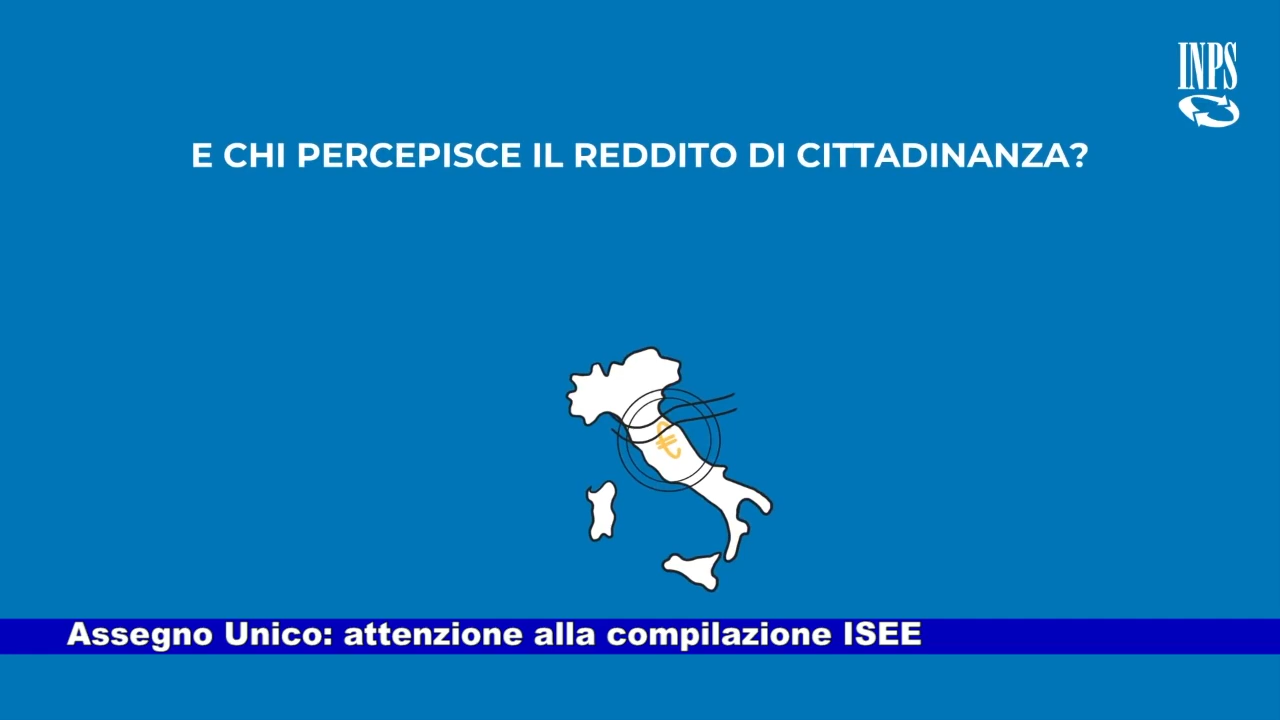 INPS
E CHI PERCEPISCE IL REDDITO DI CITTADINANZA?
€
Assegno Unico: attenzione alla compilazione ISEE